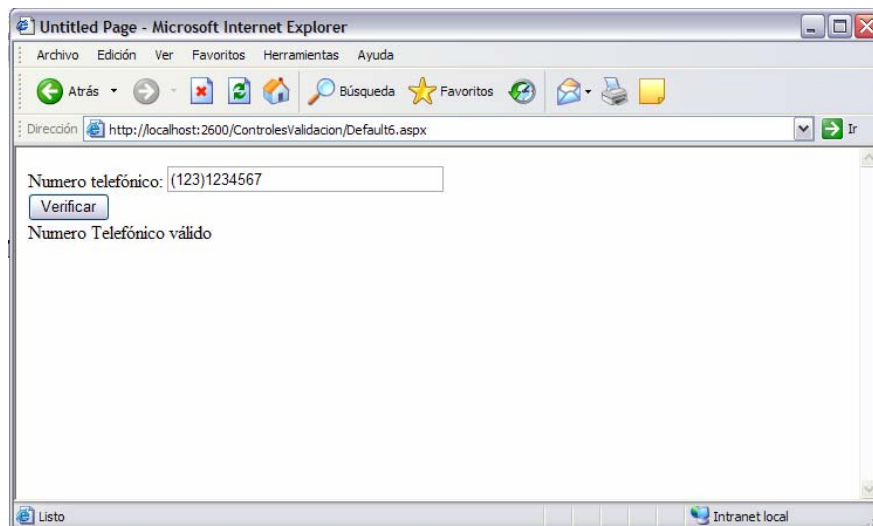 Untitled Page - Microsoft Internet Explorer
Archivo Edición Ver Favoritos Herramientas Ayuda
Atrás Búsqueda Favoritos
Dirección http://localhost:2600/ControlesValidacion/Default6.aspx Ir
Numero telefónico: (123)1234567
Verificar
Numero Telefónico válido
Listo Intranet local